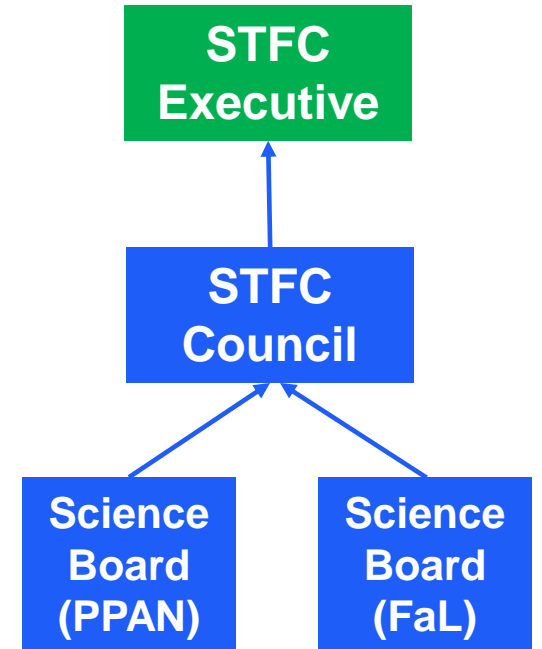 STFC
Executive
STFC
Council
Science
Board
(PPAN)
Science
Board
(FaL)